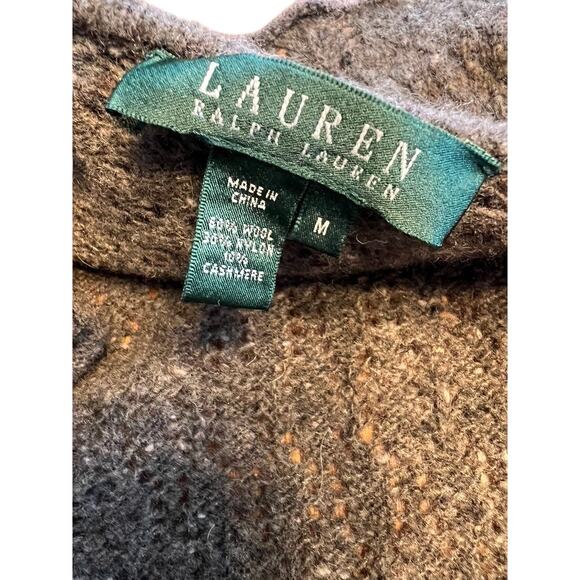 LAUREN
RALPH LAUREN
MADE IN
CHINA
60% WOOL
30% NYLON
10%
CASHMERE
M